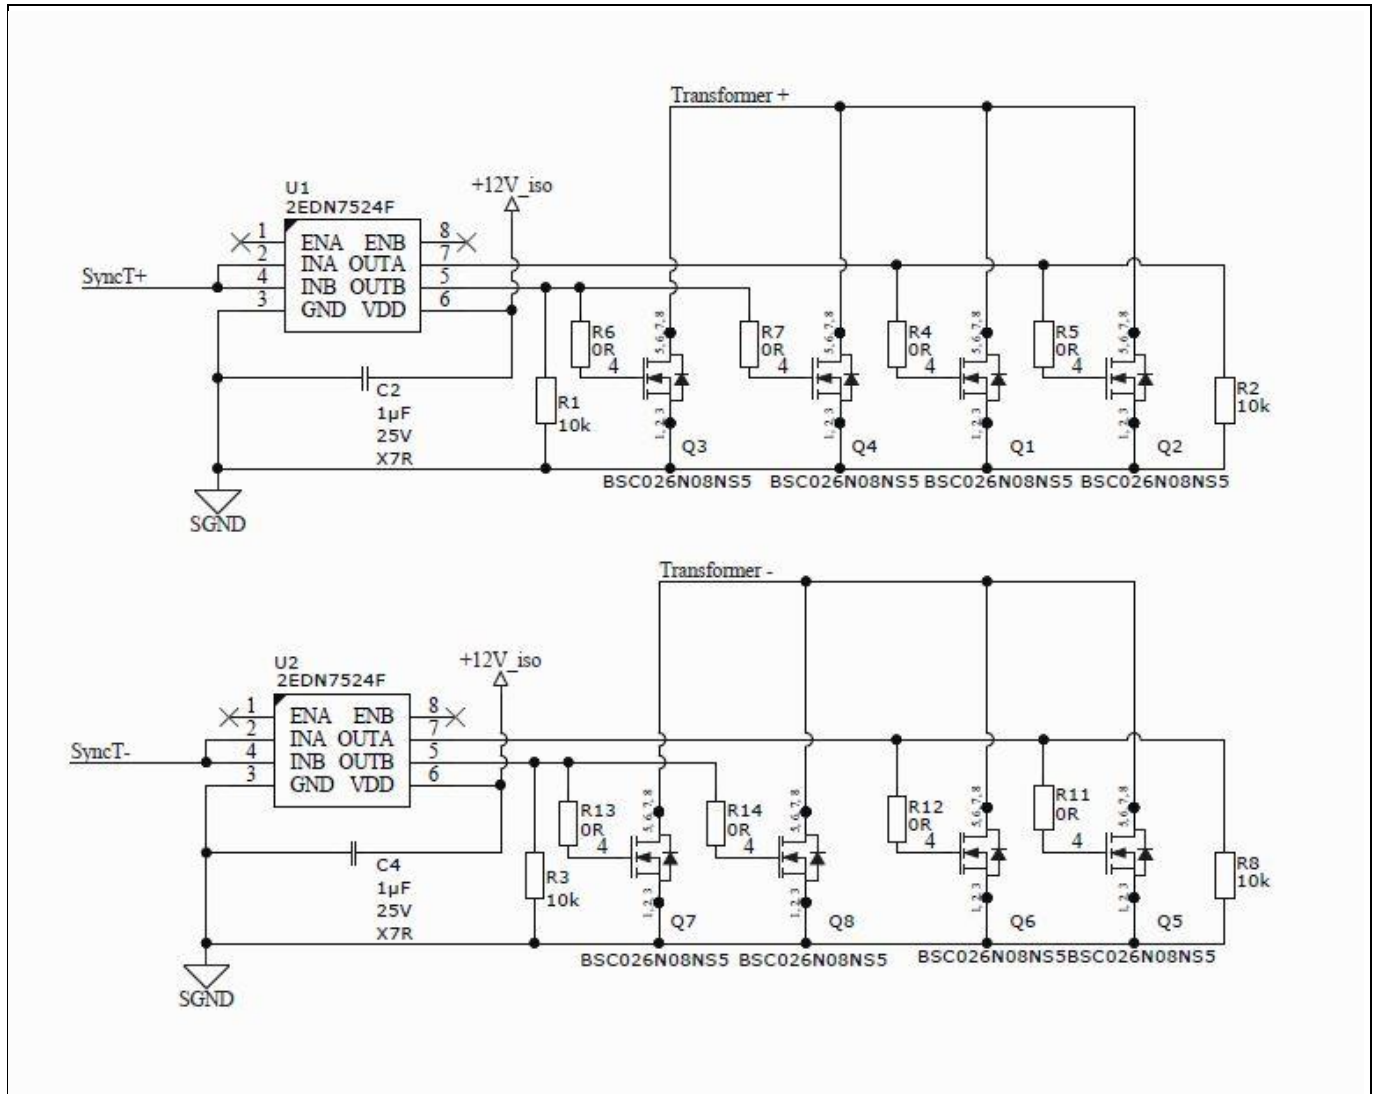 Transformer +
+12V_iso
U1
2EDN7524F
1 ENA ENB 8
2 INA OUTA 7
SyncT+
4 INB OUTB 5
3 GND VDD 6
5, 6, 7, 8
5, 6, 7, 8
5, 6, 7, 8
5, 6, 7, 8
R6
0R
4
R7
0R
4
R4
0R
4
R5
0R
4
C2
1µF
25V
X7R
R1
10k
R2
10k
1, 2, 3
1, 2, 3
1, 2, 3
1, 2, 3
Q3
Q4
Q1
Q2
BSC026N08NS5
BSC026N08NS5
BSC026N08NS5
BSC026N08NS5
SGND
Transformer -
+12V_iso
U2
2EDN7524F
1 ENA ENB 8
2 INA OUTA 7
SyncT-
4 INB OUTB 5
3 GND VDD 6
5, 6, 7, 8
5, 6, 7, 8
5, 6, 7, 8
5, 6, 7, 8
R13
0R
4
R14
0R
4
R12
0R
4
R11
0R
4
C4
1µF
25V
X7R
R3
10k
R8
10k
1, 2, 3
1, 2, 3
1, 2, 3
1, 2, 3
Q7
Q8
Q6
Q5
BSC026N08NS5
BSC026N08NS5
BSC026N08NS5
BSC026N08NS5
SGND